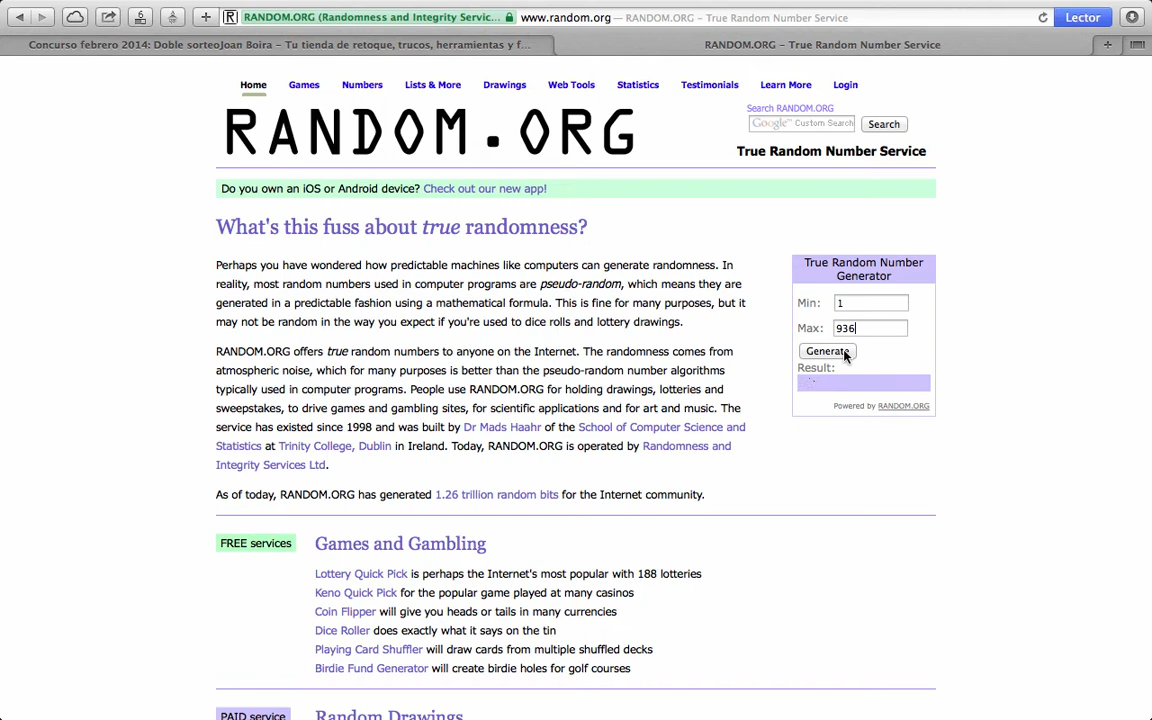 RANDOM.ORG (Randomness and Integrity Servic... www.random.org — RANDOM.ORG – True Random Number Service Lector
Concurso febrero 2014: Doble sorteoJoan Boira – Tu tienda de retoque, trucos, herramientas y f...
RANDOM.ORG – True Random Number Service
Home Games Numbers Lists & More Drawings Web Tools Statistics Testimonials Learn More Login
RANDOM.ORG
Search RANDOM.ORG
Google™ Custom Search Search
True Random Number Service
Do you own an iOS or Android device? Check out our new app!
What's this fuss about true randomness?
Perhaps you have wondered how predictable machines like computers can generate randomness. In
reality, most random numbers used in computer programs are pseudo-random, which means they are
generated in a predictable fashion using a mathematical formula. This is fine for many purposes, but it
may not be random in the way you expect if you're used to dice rolls and lottery drawings.
RANDOM.ORG offers true random numbers to anyone on the Internet. The randomness comes from
atmospheric noise, which for many purposes is better than the pseudo-random number algorithms
typically used in computer programs. People use RANDOM.ORG for holding drawings, lotteries and
sweepstakes, to drive games and gambling sites, for scientific applications and for art and music. The
service has existed since 1998 and was built by Dr Mads Haahr of the School of Computer Science and
Statistics at Trinity College, Dublin in Ireland. Today, RANDOM.ORG is operated by Randomness and
Integrity Services Ltd.
As of today, RANDOM.ORG has generated 1.26 trillion random bits for the Internet community.
True Random Number
Generator
Min: 1
Max: 936
Generate
Result:
Powered by RANDOM.ORG
FREE services
Games and Gambling
Lottery Quick Pick is perhaps the Internet's most popular with 188 lotteries
Keno Quick Pick for the popular game played at many casinos
Coin Flipper will give you heads or tails in many currencies
Dice Roller does exactly what it says on the tin
Playing Card Shuffler will draw cards from multiple shuffled decks
Birdie Fund Generator will create birdie holes for golf courses
PAID service
Random Drawings